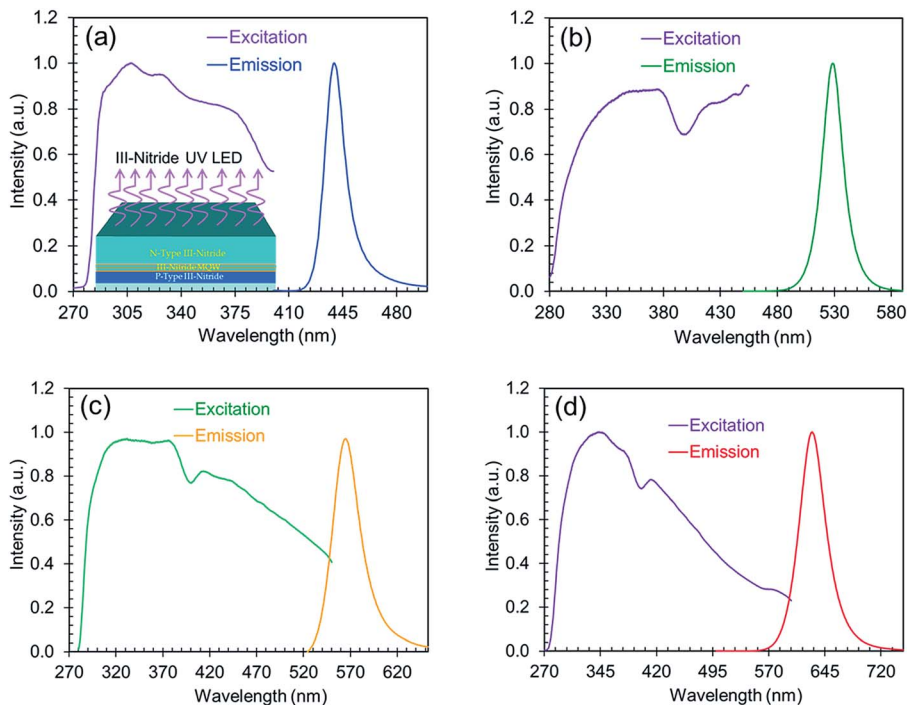 (a)
Excitation
Emission
III-Nitride UV LED
N-Type III-Nitride
III-Nitride MQW
P-Type III-Nitride
Intensity (a.u.)
1.2
1.0
0.8
0.6
0.4
0.2
0.0
270 305 340 375 410 445 480
Wavelength (nm)
(b)
Excitation
Emission
Intensity (a.u.)
1.2
1.0
0.8
0.6
0.4
0.2
0.0
280 330 380 430 480 530 580
Wavelength (nm)
(c)
Excitation
Emission
Intensity (a.u.)
1.2
1.0
0.8
0.6
0.4
0.2
0.0
270 320 370 420 470 520 570 620
Wavelength (nm)
(d)
Excitation
Emission
Intensity (a.u.)
1.2
1.0
0.8
0.6
0.4
0.2
0.0
270 345 420 495 570 645 720
Wavelength (nm)